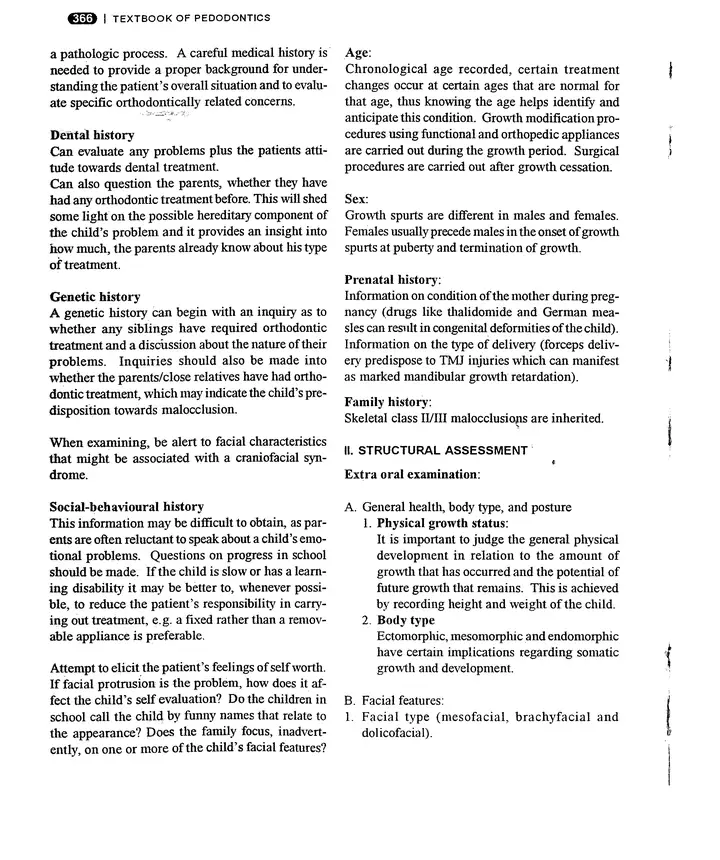 366 | TEXTBOOK OF PEDODONTICS
a pathologic process. A careful medical history is
needed to provide a proper background for under-
standing the patient's overall situation and to evalu-
ate specific orthodontically related concerns.
Dental history
Can evaluate any problems plus the patients atti-
tude towards dental treatment.
Can also question the parents, whether they have
had any orthodontic treatment before. This will shed
some light on the possible hereditary component of
the child's problem and it provides an insight into
how much, the parents already know about his type
of treatment.
Genetic history
A genetic history can begin with an inquiry as to
whether any siblings have required orthodontic
treatment and a discussion about the nature of their
problems. Inquiries should also be made into
whether the parents/close relatives have had ortho-
dontic treatment, which may indicate the child's pre-
disposition towards malocclusion.
When examining, be alert to facial characteristics
that might be associated with a craniofacial syn-
drome.
Social-behavioural history
This information may be difficult to obtain, as par-
ents are often reluctant to speak about a child's emo-
tional problems. Questions on progress in school
should be made. If the child is slow or has a learn-
ing disability it may be better to, whenever possi-
ble, to reduce the patient's responsibility in carry-
ing out treatment, e.g. a fixed rather than a remov-
able appliance is preferable.
Attempt to elicit the patient's feelings of self worth.
If facial protrusion is the problem, how does it af-
fect the child's self evaluation? Do the children in
school call the child by funny names that relate to
the appearance? Does the family focus, inadvert-
ently, on one or more of the child's facial features?
Age:
Chronological age recorded, certain treatment
changes occur at certain ages that are normal for
that age, thus knowing the age helps identify and
anticipate this condition. Growth modification pro-
cedures using functional and orthopedic appliances
are carried out during the growth period. Surgical
procedures are carried out after growth cessation.
Sex:
Growth spurts are different in males and females.
Females usually precede males in the onset of growth
spurts at puberty and termination of growth.
Prenatal history:
Information on condition of the mother during preg-
nancy (drugs like thalidomide and German mea-
sles can result in congenital deformities of the child).
Information on the type of delivery (forceps deliv-
ery predispose to TMJ injuries which can manifest
as marked mandibular growth retardation).
Family history:
Skeletal class II/III malocclusions are inherited.
II. STRUCTURAL ASSESSMENT
Extra oral examination:
A. General health, body type, and posture
1. Physical growth status:
It is important to judge the general physical
development in relation to the amount of
growth that has occurred and the potential of
future growth that remains. This is achieved
by recording height and weight of the child.
2. Body type
Ectomorphic, mesomorphic and endomorphic
have certain implications regarding somatic
growth and development.
B. Facial features:
1. Facial type (mesofacial, brachyfacial and
dolicofacial).